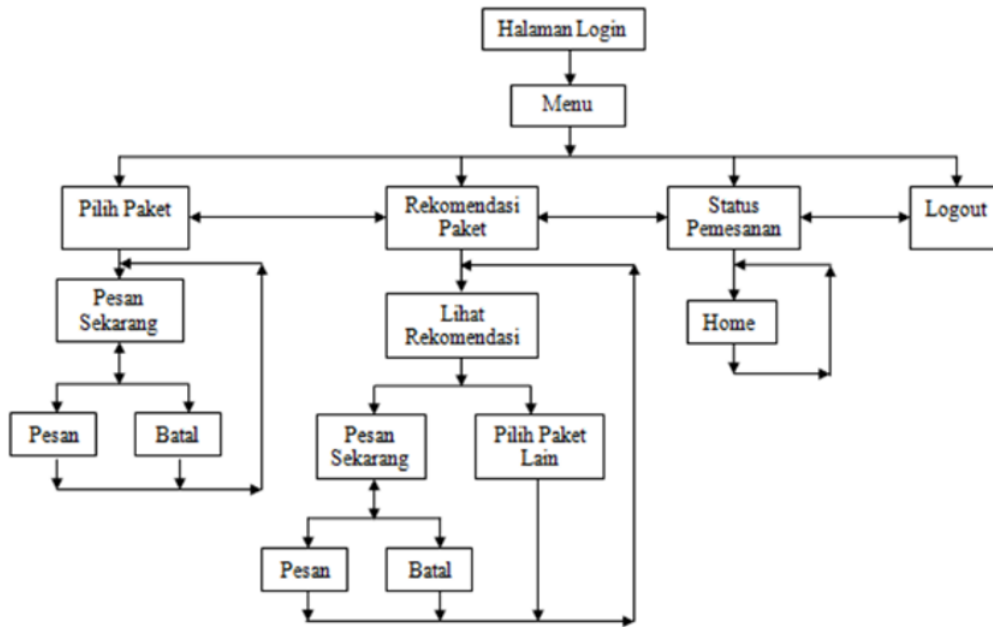 Halaman Login
Menu
Pilih Paket
Rekomendasi
Paket
Status
Pemesanan
Logout
Pesan
Sekarang
Lihat
Rekomendasi
Home
Pesan
Batal
Pesan
Sekarang
Pilih Paket
Lain
Pesan
Batal